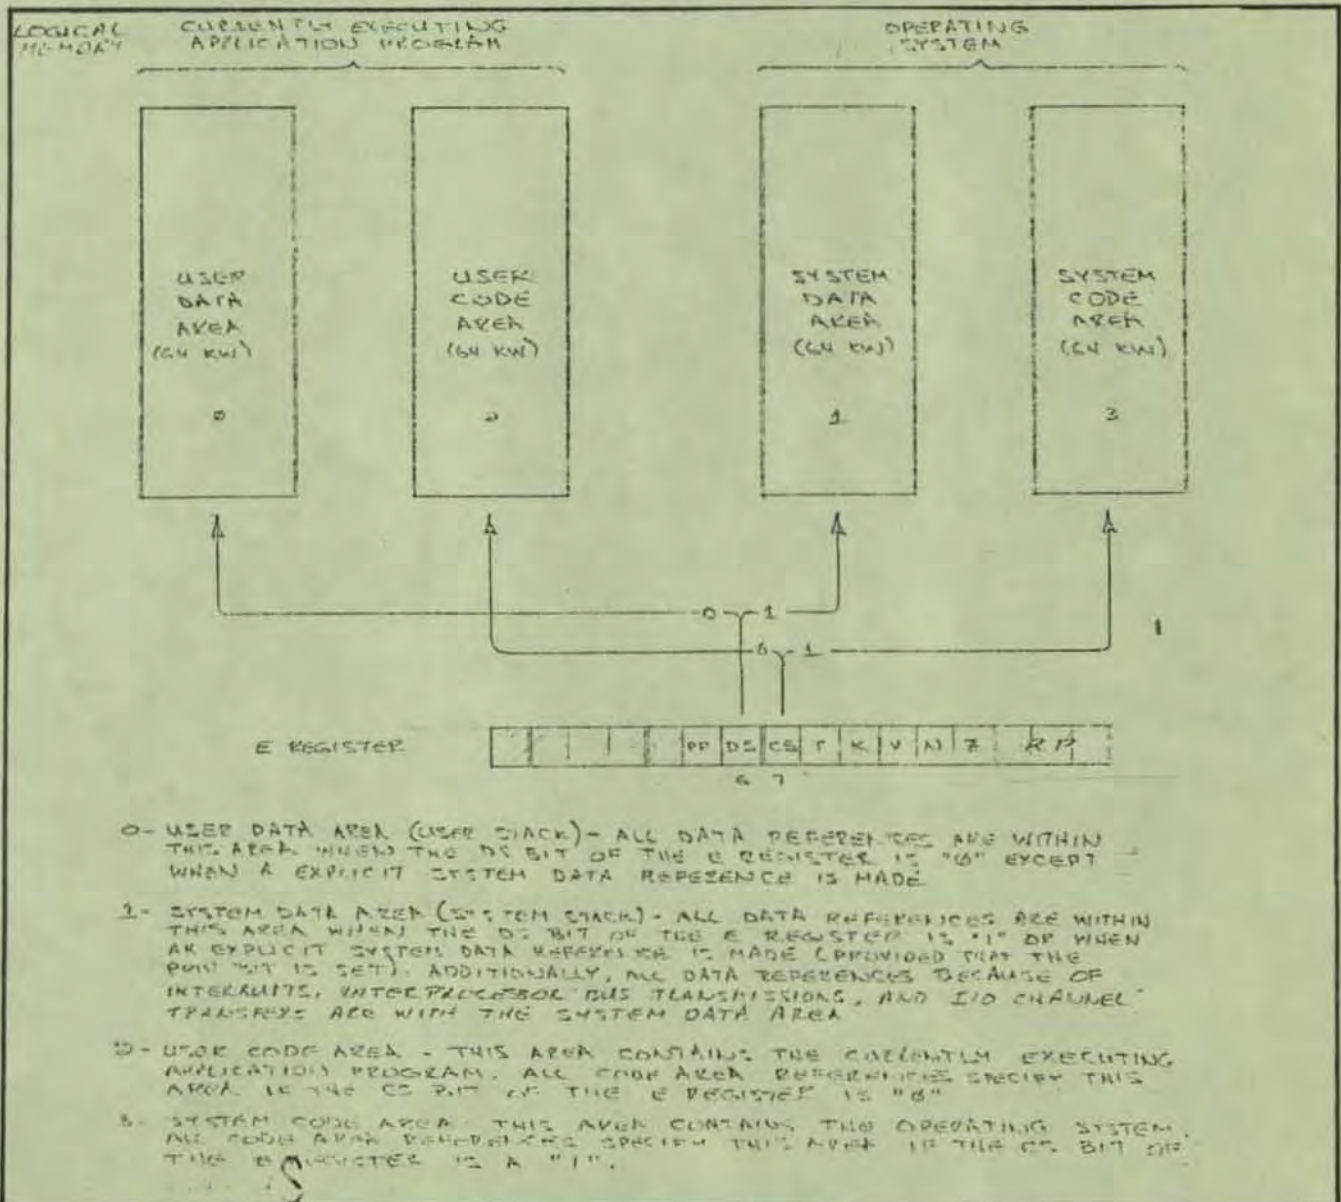 LOGICAL MEMORY
CURRENTLY EXECUTING
APPLICATION PROGRAM
OPERATING
SYSTEM
USER
DATA
AREA
(64 KW)
0
USER
CODE
AREA
(64 KW)
2
SYSTEM
DATA
AREA
(64 KW)
1
SYSTEM
CODE
AREA
(64 KW)
3
0 1
0 1
E REGISTER
DS CS T K V N Z RP
6 7
0- USER DATA AREA (USER STACK) - ALL DATA REFERENCES ARE WITHIN
THIS AREA WHEN THE DS BIT OF THE E REGISTER IS "0" EXCEPT
WHEN A EXPLICIT SYSTEM DATA REFERENCE IS MADE
1- SYSTEM DATA AREA (SYSTEM STACK) - ALL DATA REFERENCES ARE WITHIN
THIS AREA WHEN THE DS BIT OF THE E REGISTER IS "1" OR WHEN
AN EXPLICIT SYSTEM DATA REFERENCE IS MADE (PROVIDED THAT THE
BIT IS SET). ADDITIONALLY, ALL DATA REFERENCES BECAUSE OF
INTERRUPTS, INTERPROCESSOR BUS TRANSMISSIONS, AND I/O CHANNEL
TRANSFERS ARE WITH THE SYSTEM DATA AREA
2- USER CODE AREA - THIS AREA CONTAINS THE CURRENTLY EXECUTING
APPLICATION PROGRAM. ALL CODE AREA REFERENCES SPECIFY THIS
AREA IF THE CS BIT OF THE E REGISTER IS "0"
3- SYSTEM CODE AREA - THIS AREA CONTAINS THE OPERATING SYSTEM.
ALL CODE AREA REFERENCES SPECIFY THIS AREA IF THE CS BIT OF
THE E REGISTER IS A "1".